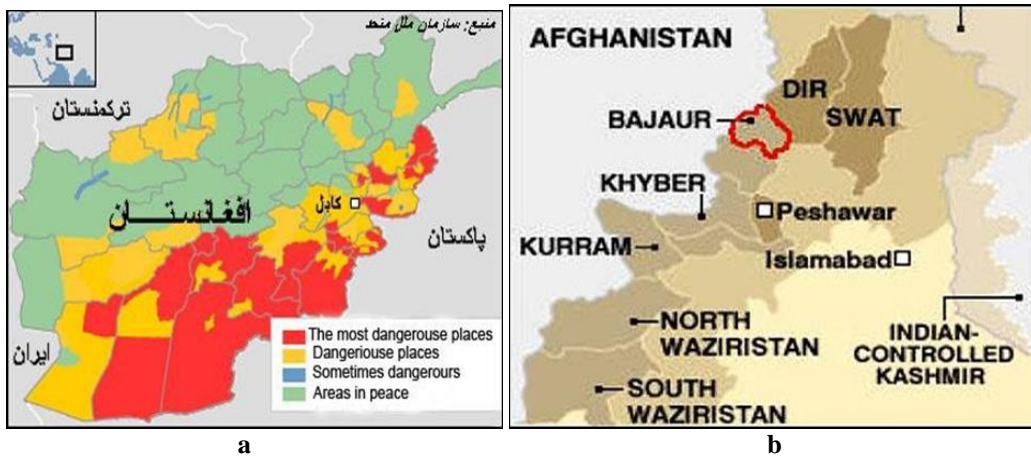 منبع: سازمان ملل متحد
ترکمنستان
افغانستان
کابل
پاکستان
ایران
The most dangerouse places
Dangeriouse places
Sometimes dangerours
Areas in peace
a
AFGHANISTAN
DIR
BAJAUR
SWAT
KHYBER
Peshawar
KURRAM
Islamabad
NORTH
WAZIRISTAN
INDIAN-
CONTROLLED
KASHMIR
SOUTH
WAZIRISTAN
b